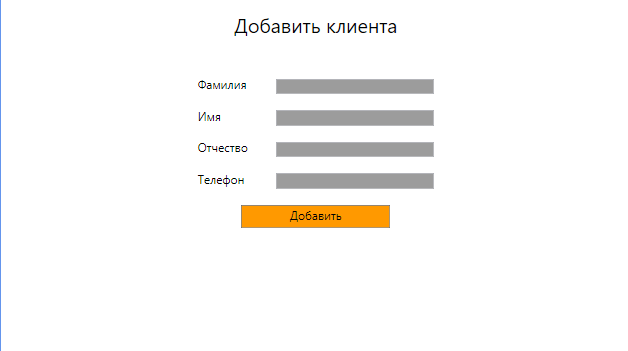 Добавить клиента
Фамилия
Имя
Отчество
Телефон
Добавить